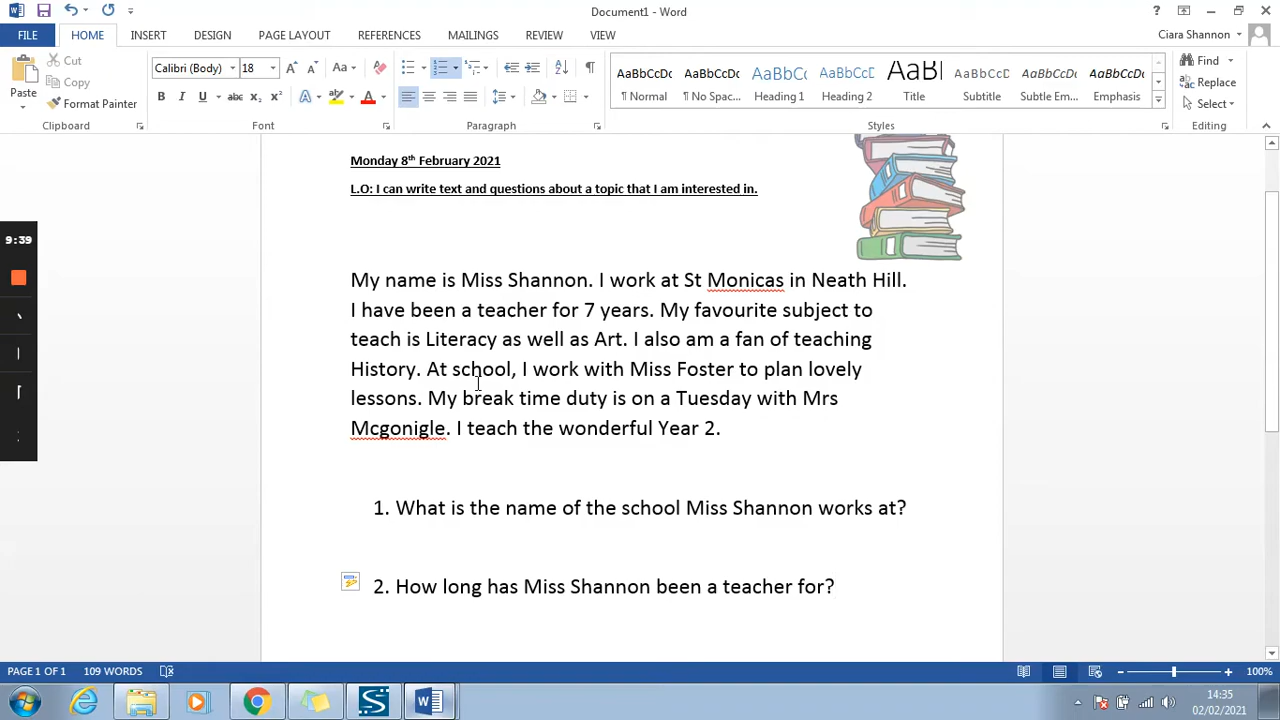 Document1 - Word
FILE HOME INSERT DESIGN PAGE LAYOUT REFERENCES MAILINGS REVIEW VIEW Ciara Shannon
Paste Cut Copy Format Painter
Calibri (Body) 18
AaBbCcDc AaBbCcDc AaBbCc AaBbCcD AaBl AaBbCcD AaBbCcDc AaBbCcDc
¶ Normal ¶ No Spac... Heading 1 Heading 2 Title Subtitle Subtle Em... Emphasis
Find Replace Select
Clipboard Font Paragraph Styles Editing
Monday 8th February 2021
L.O: I can write text and questions about a topic that I am interested in.
9:39
My name is Miss Shannon. I work at St Monicas in Neath Hill.
I have been a teacher for 7 years. My favourite subject to
teach is Literacy as well as Art. I also am a fan of teaching
History. At school, I work with Miss Foster to plan lovely
lessons. My break time duty is on a Tuesday with Mrs
Mcgonigle. I teach the wonderful Year 2.
1. What is the name of the school Miss Shannon works at?
2. How long has Miss Shannon been a teacher for?
PAGE 1 OF 1 109 WORDS 100%
14:35
02/02/2021